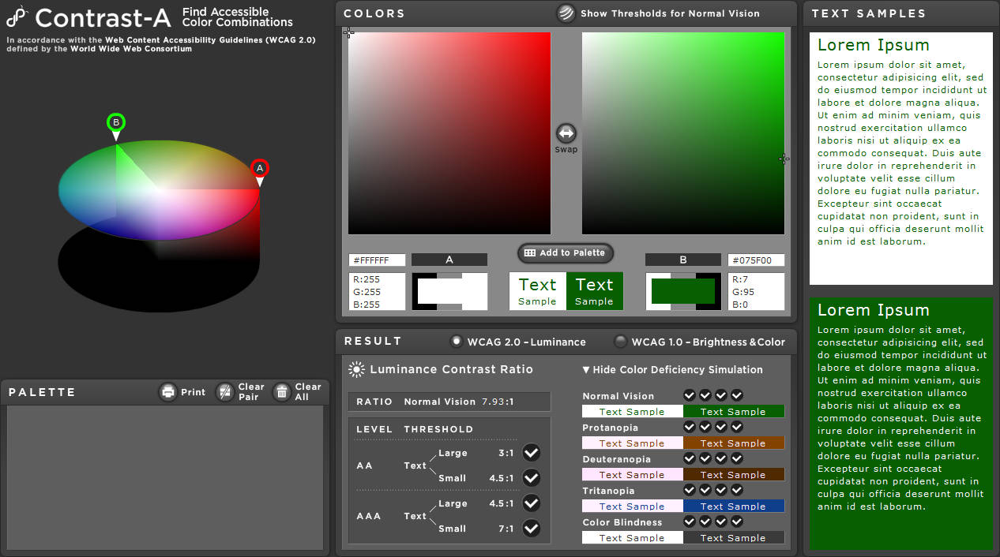 Contrast-A
Find Accessible
Color Combinations
In accordance with the Web Content Accessibility Guidelines (WCAG 2.0)
defined by the World Wide Web Consortium
B
A
PALETTE
Print
Clear
Pair
Clear
All
COLORS
Show Thresholds for Normal Vision
Swap
Add to Palette
#FFFFFF
A
R:255
G:255
B:255
Text
Sample
Text
Sample
B
#075F00
R:7
G:95
B:0
RESULT
WCAG 2.0 – Luminance
WCAG 1.0 – Brightness & Color
Luminance Contrast Ratio
RATIO Normal Vision 7.93:1
LEVEL THRESHOLD
AA Text
Large 3:1
Small 4.5:1
AAA Text
Large 4.5:1
Small 7:1
▼ Hide Color Deficiency Simulation
Normal Vision
Text Sample Text Sample
Protanopia
Text Sample Text Sample
Deuteranopia
Text Sample Text Sample
Tritanopia
Text Sample Text Sample
Color Blindness
Text Sample Text Sample
TEXT SAMPLES
Lorem Ipsum
Lorem ipsum dolor sit amet,
consectetur adipisicing elit, sed
do eiusmod tempor incididunt ut
labore et dolore magna aliqua.
Ut enim ad minim veniam, quis
nostrud exercitation ullamco
laboris nisi ut aliquip ex ea
commodo consequat. Duis aute
irure dolor in reprehenderit in
voluptate velit esse cillum
dolore eu fugiat nulla pariatur.
Excepteur sint occaecat
cupidatat non proident, sunt in
culpa qui officia deserunt mollit
anim id est laborum.
Lorem Ipsum
Lorem ipsum dolor sit amet,
consectetur adipisicing elit, sed
do eiusmod tempor incididunt ut
labore et dolore magna aliqua.
Ut enim ad minim veniam, quis
nostrud exercitation ullamco
laboris nisi ut aliquip ex ea
commodo consequat. Duis aute
irure dolor in reprehenderit in
voluptate velit esse cillum
dolore eu fugiat nulla pariatur.
Excepteur sint occaecat
cupidatat non proident, sunt in
culpa qui officia deserunt mollit
anim id est laborum.